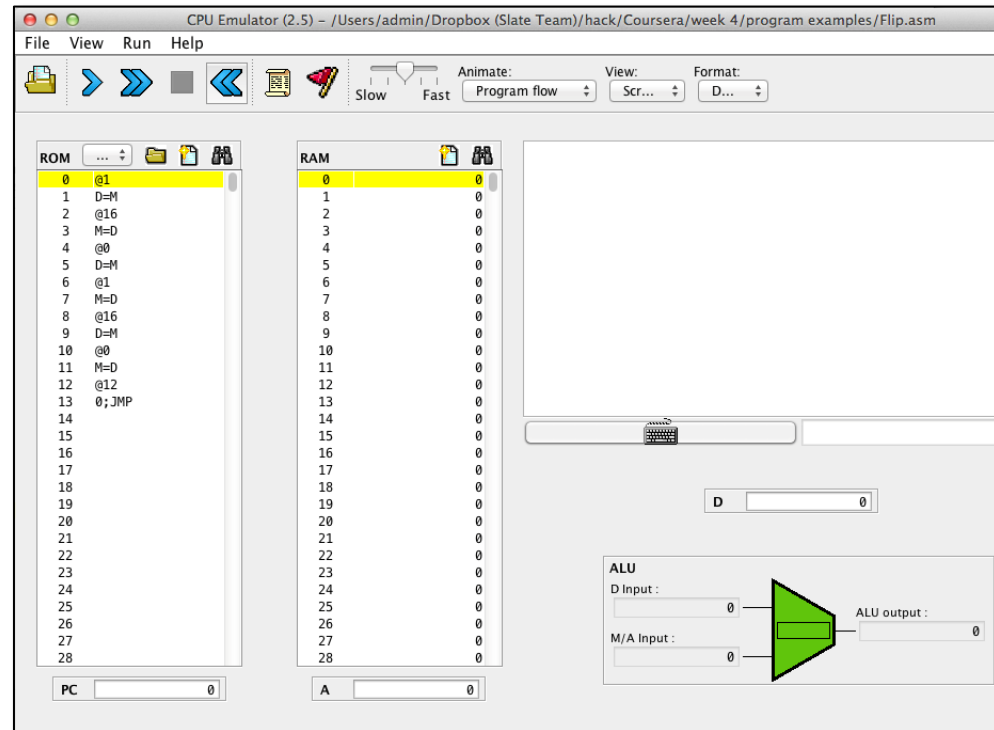 CPU Emulator (2.5) – /Users/admin/Dropbox (Slate Team)/hack/Coursera/week 4/program examples/Flip.asm
File View Run Help
Animate: View: Format:
Slow Fast Program flow Scr... D...
ROM ... RAM
0 @1 0 0
1 D=M 1 0
2 @16 2 0
3 M=D 3 0
4 @0 4 0
5 D=M 5 0
6 @1 6 0
7 M=D 7 0
8 @16 8 0
9 D=M 9 0
10 @0 10 0
11 M=D 11 0
12 @12 12 0
13 0;JMP 13 0
14 14 0
15 15 0
16 16 0
17 17 0
18 18 0
19 19 0
20 20 0
21 21 0
22 22 0
23 23 0
24 24 0
25 25 0
26 26 0
27 27 0
28 28 0
PC 0 A 0
D 0
ALU
D Input :
0
M/A Input :
0
ALU output :
0